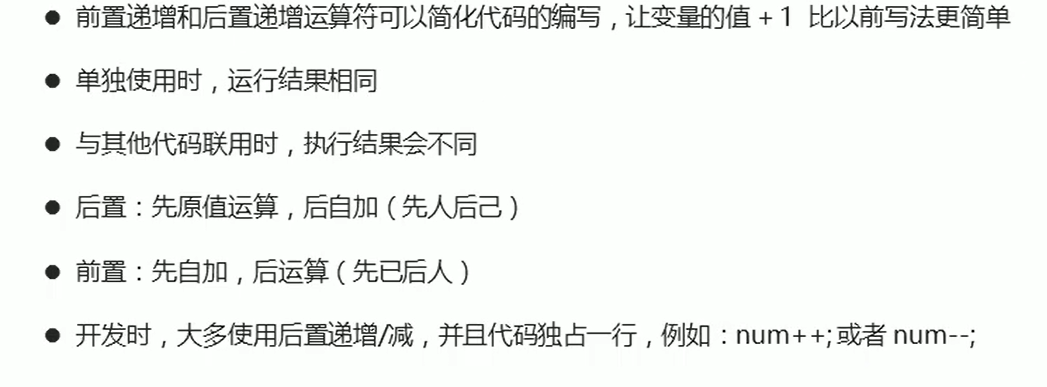 ● 前置递增和后置递增运算符可以简化代码的编写，让变量的值 + 1 比以前写法更简单
● 单独使用时，运行结果相同
● 与其他代码联用时，执行结果会不同
● 后置：先原值运算，后自加（先人后己）
● 前置：先自加，后运算（先已后人）
● 开发时，大多使用后置递增/减，并且代码独占一行，例如：num++; 或者 num--;